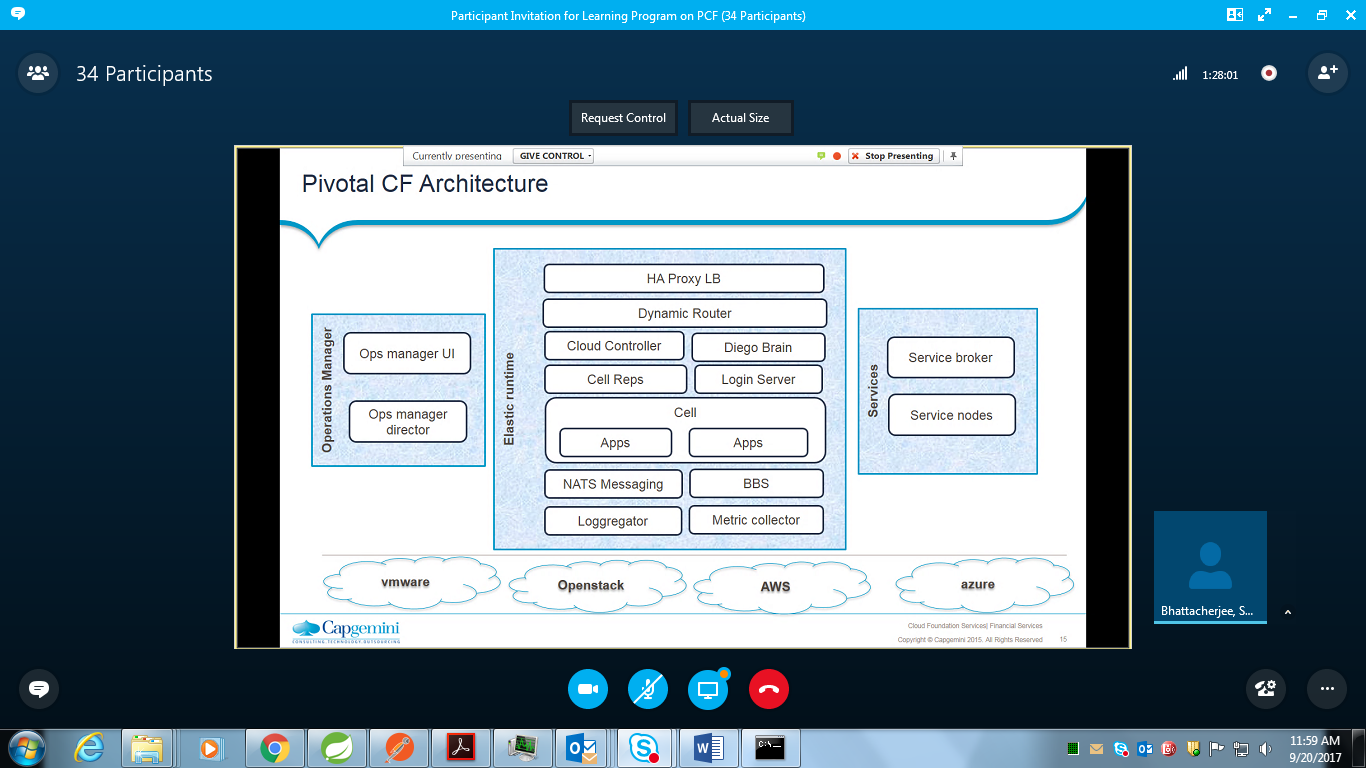 Participant Invitation for Learning Program on PCF (34 Participants)
34 Participants
1:28:01
Request Control
Actual Size
Currently presenting
GIVE CONTROL
Stop Presenting
Pivotal CF Architecture
Operations Manager
Ops manager UI
Ops manager
director
Elastic runtime
HA Proxy LB
Dynamic Router
Cloud Controller
Diego Brain
Cell Reps
Login Server
Cell
Apps
Apps
NATS Messaging
BBS
Loggregator
Metric collector
Services
Service broker
Service nodes
vmware
Openstack
AWS
azure
Capgemini
CONSULTING.TECHNOLOGY.OUTSOURCING
Cloud Foundation Services| Financial Services
Copyright © Capgemini 2015. All Rights Reserved
15
Bhattacherjee, S...
11:59 AM
9/20/2017